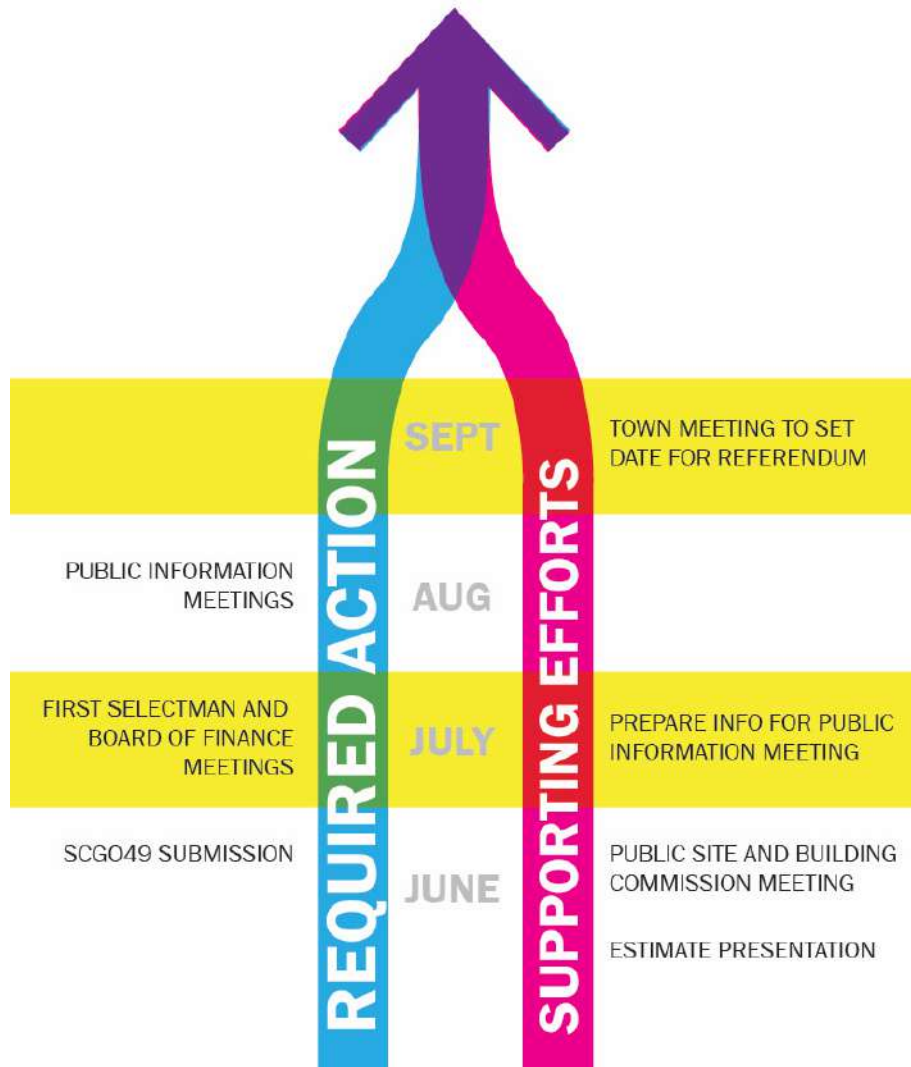 SEPT
TOWN MEETING TO SET
DATE FOR REFERENDUM
PUBLIC INFORMATION
MEETINGS
AUG
FIRST SELECTMAN AND
BOARD OF FINANCE
MEETINGS
JULY
PREPARE INFO FOR PUBLIC
INFORMATION MEETING
SCGO49 SUBMISSION
JUNE
PUBLIC SITE AND BUILDING
COMMISSION MEETING
ESTIMATE PRESENTATION
REQUIRED ACTION
SUPPORTING EFFORTS